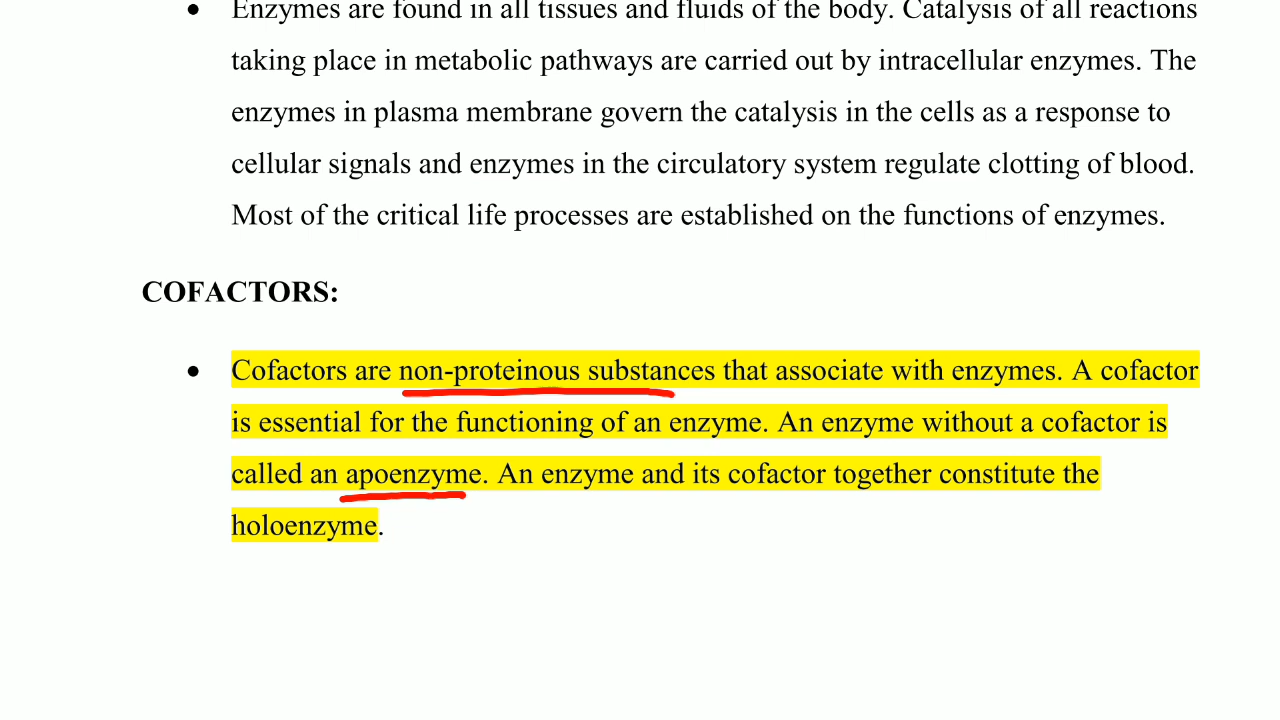 • Enzymes are found in all tissues and fluids of the body. Catalysis of all reactions
taking place in metabolic pathways are carried out by intracellular enzymes. The
enzymes in plasma membrane govern the catalysis in the cells as a response to
cellular signals and enzymes in the circulatory system regulate clotting of blood.
Most of the critical life processes are established on the functions of enzymes.
COFACTORS:
• Cofactors are non-proteinous substances that associate with enzymes. A cofactor
is essential for the functioning of an enzyme. An enzyme without a cofactor is
called an apoenzyme. An enzyme and its cofactor together constitute the
holoenzyme.